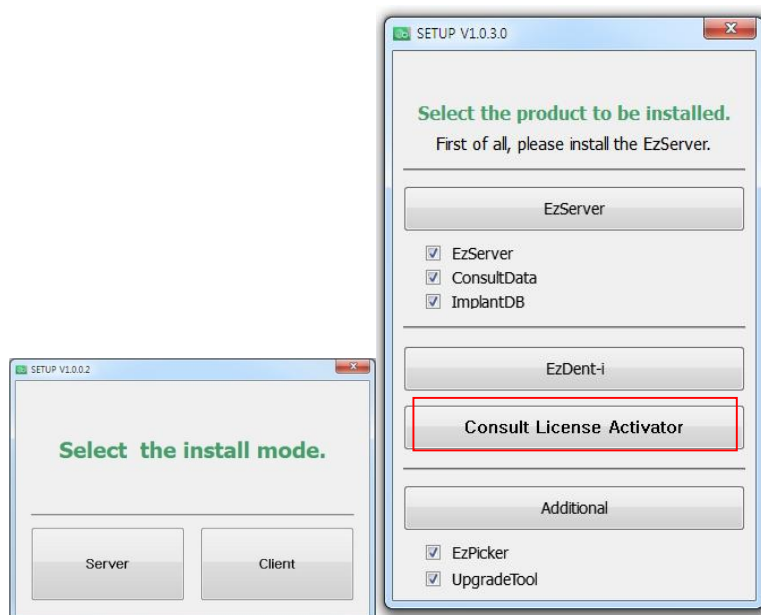 SETUP V1.0.0.2
Select the install mode.
Server
Client
SETUP V1.0.3.0
Select the product to be installed.
First of all, please install the EzServer.
EzServer
EzServer
ConsultData
ImplantDB
EzDent-i
Consult License Activator
Additional
EzPicker
UpgradeTool